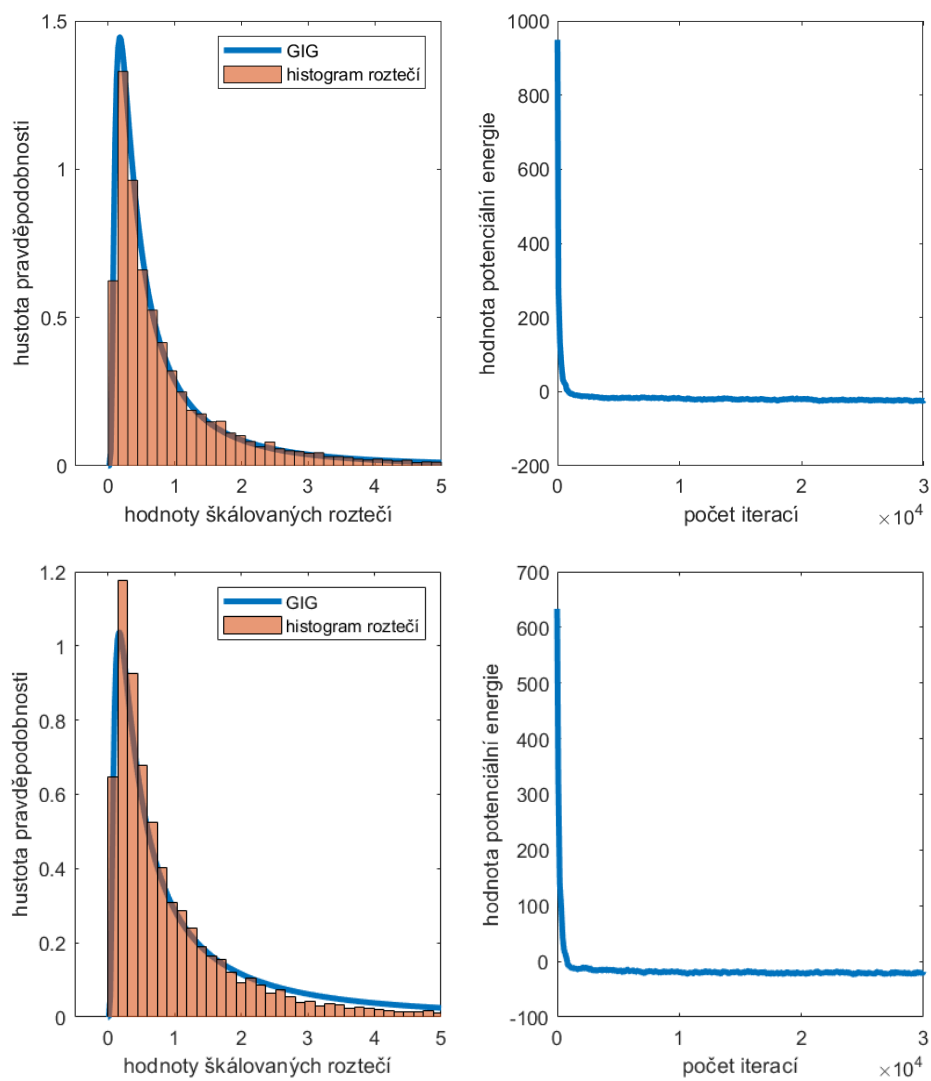 1.5
1
0.5
0
hustota pravděpodobnosti
GIG
histogram roztečí
0 1 2 3 4 5
hodnoty škálovaných roztečí
1000
800
600
400
200
0
-200
hodnota potenciální energie
0 1 2 3
počet iterací
×10⁴
1.2
1
0.8
0.6
0.4
0.2
0
hustota pravděpodobnosti
GIG
histogram roztečí
0 1 2 3 4 5
hodnoty škálovaných roztečí
700
600
500
400
300
200
100
0
-100
hodnota potenciální energie
0 1 2 3
počet iterací
×10⁴